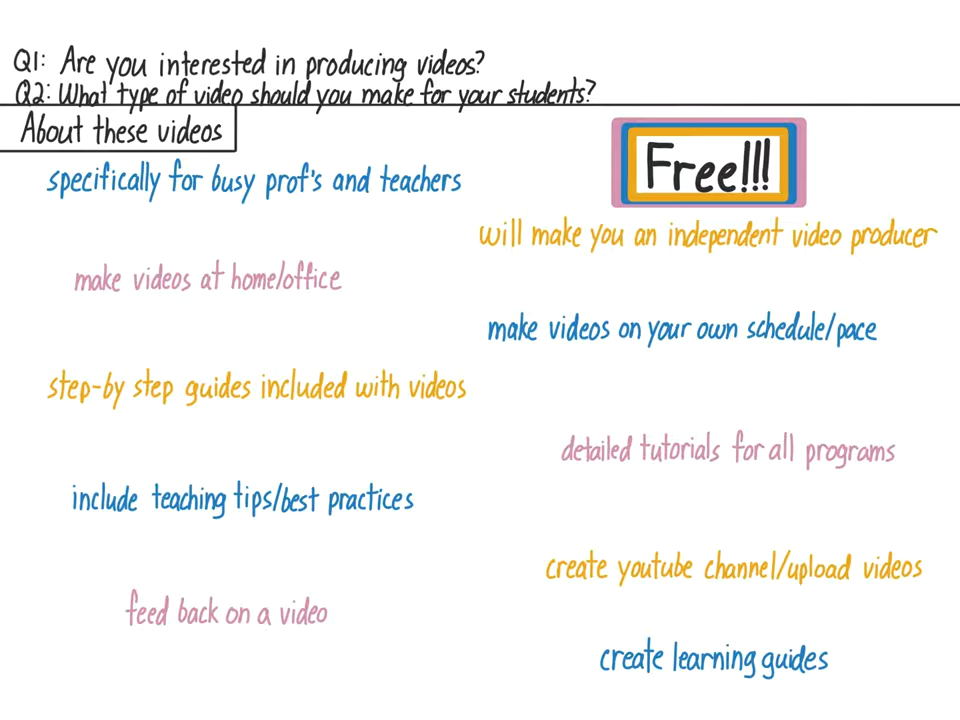 Q1: Are you interested in producing videos?
Q2: What type of video should you make for your students?
About these videos
Free!!!
specifically for busy prof's and teachers
will make you an independent video producer
make videos at home/office
make videos on your own schedule/pace
step-by step guides included with videos
detailed tutorials for all programs
include teaching tips/best practices
create youtube channel/upload videos
feed back on a video
create learning guides